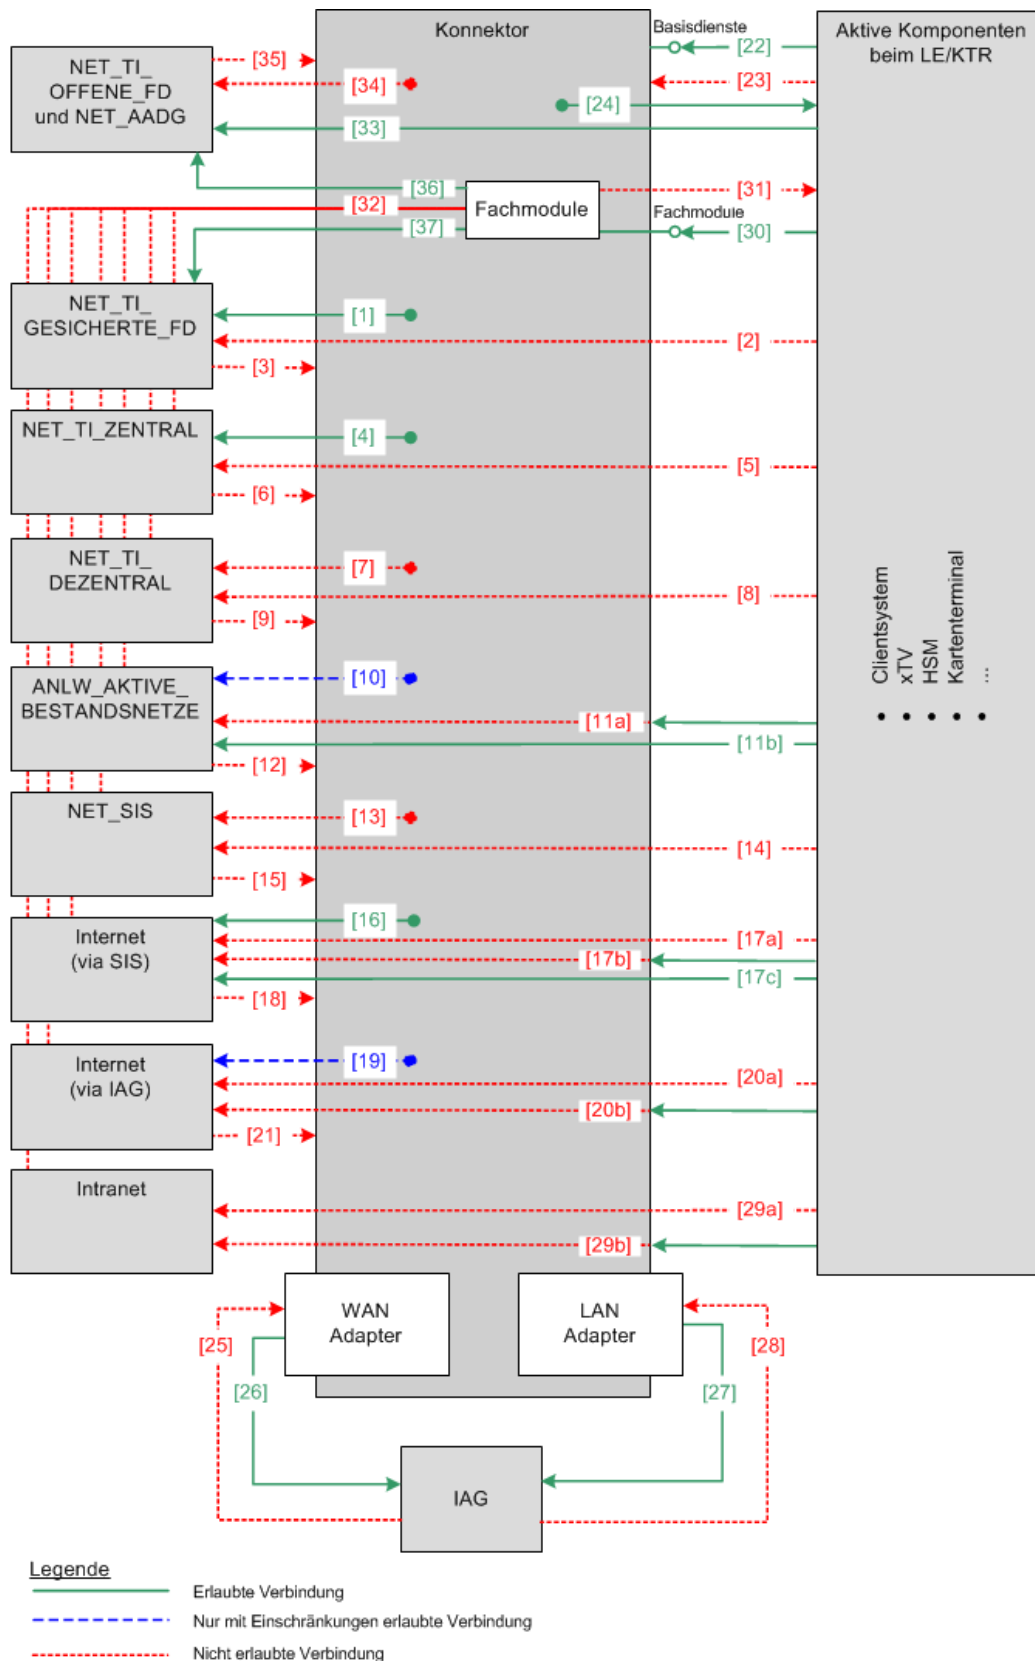 Konnektor
Basisdienste
[22]
Aktive Komponenten
beim LE/KTR
NET_TI_
OFFENE_FD
und NET_AADG
[35]
[34]
[23]
[24]
[33]
[36]
[31]
[32]
Fachmodule
Fachmodule
[37]
[30]
NET_TI_
GESICHERTE_FD
[1]
[2]
[3]
NET_TI_ZENTRAL
[4]
[5]
[6]
NET_TI_
DEZENTRAL
[7]
[8]
[9]
Clientsystem
xTV
HSM
Kartenterminal
...
ANLW_AKTIVE_
BESTANDSNETZE
[10]
[11a]
[11b]
[12]
NET_SIS
[13]
[14]
[15]
Internet
(via SIS)
[16]
[17a]
[17b]
[17c]
[18]
Internet
(via IAG)
[19]
[20a]
[20b]
[21]
Intranet
[29a]
[29b]
WAN
Adapter
LAN
Adapter
[25]
[28]
[26]
[27]
IAG
Legende
Erlaubte Verbindung
Nur mit Einschränkungen erlaubte Verbindung
Nicht erlaubte Verbindung